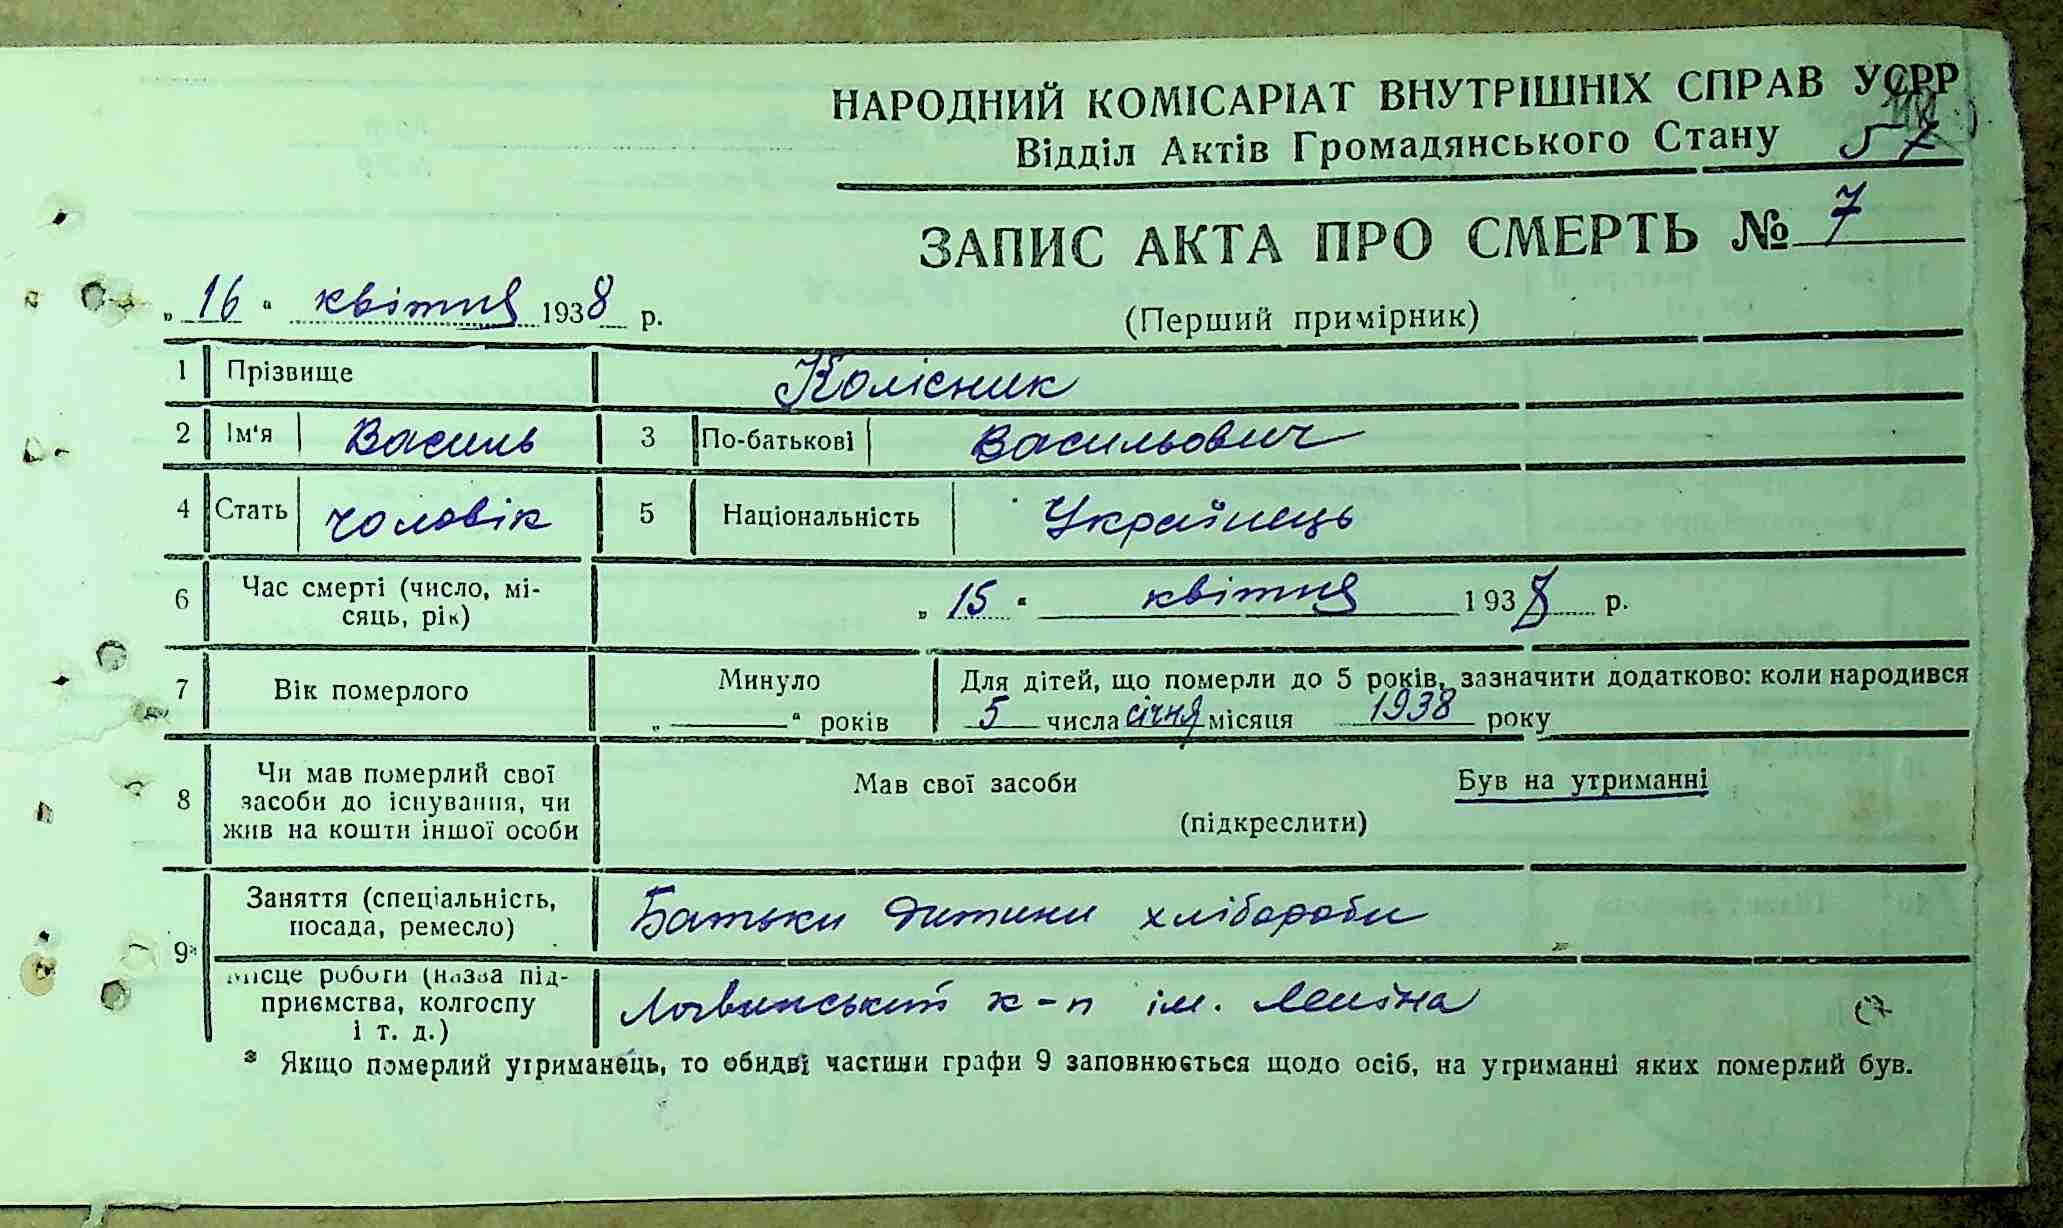 НАРОДНИЙ КОМІСАРІАТ ВНУТРІШНІХ СПРАВ УСРР
Відділ Актів Громадянського Стану 57
ЗАПИС АКТА ПРО СМЕРТЬ № 7
„ 16 “ квітня 1938 р.
(Перший примірник)
1 Прізвище Колісник
2 Ім'я Василь 3 По-батькові Васильович
4 Стать чоловік 5 Національність Українець
6 Час смерті (число, мі-
сяць, рік) „ 15 “ квітня 1938 р.
7 Вік померлого Минуло Для дітей, що померли до 5 років, зазначити додатково: коли народився
„ — “ років 5 числа січня місяця 1938 року
8 Чи мав померлий свої
засоби до існування, чи
жив на кошти іншої особи
Мав свої засоби Був на утриманні
(підкреслити)
9* Заняття (спеціальність,
посада, ремесло) Батьки дитини хлібороби
Місце роботи (назва під-
приємства, колгоспу
і т. д.) к-п ім. Леніна
* Якщо померлий утриманець, то обидві частини графи 9 заповнюється щодо осіб, на утриманні яких померлий був.